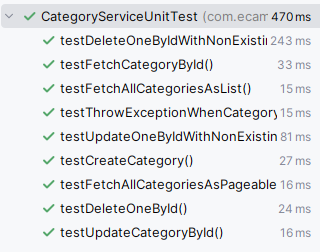 CategoryServiceUnitTest (com.ecam 470 ms
testDeleteOneByIdWithNonExistin 243 ms
testFetchCategoryById() 33 ms
testFetchAllCategoriesAsList() 15 ms
testThrowExceptionWhenCategory 15 ms
testUpdateOneByIdWithNonExistin 81 ms
testCreateCategory() 27 ms
testFetchAllCategoriesAsPageable 16 ms
testDeleteOneById() 24 ms
testUpdateCategoryById() 16 ms